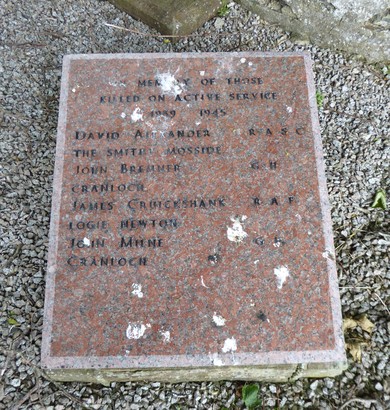 IN MEMORY OF THOSE
KILLED ON ACTIVE SERVICE
1939 1945
DAVID ALEXANDER R A S C
THE SMITHY MOSSIDE
JOHN BREMNER G H
CRANLOCH
JAMES CRUICKSHANK R A F
LOGIE NEWTON
JOHN MILNE G H
CRANLOCH